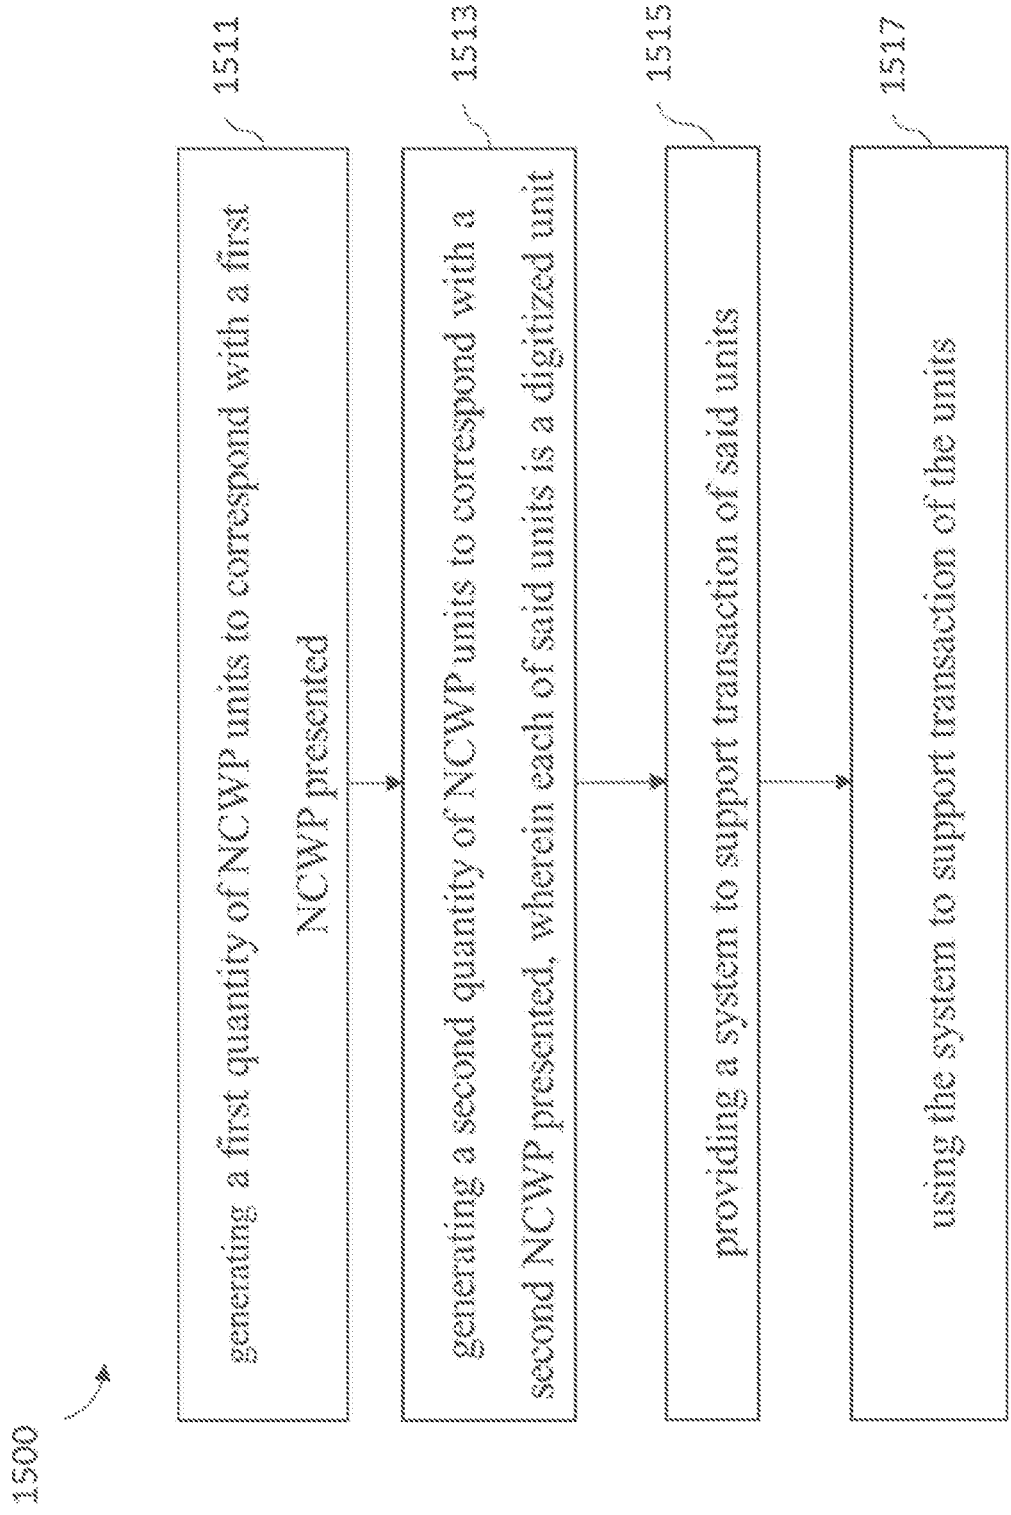 1500
1511
generating a first quantity of NCWP units to correspond with a first
NCWP presented
1513
generating a second quantity of NCWP units to correspond with a
second NCWP presented, wherein each of said units is a digitized unit
1515
providing a system to support transaction of said units
1517
using the system to support transaction of the units